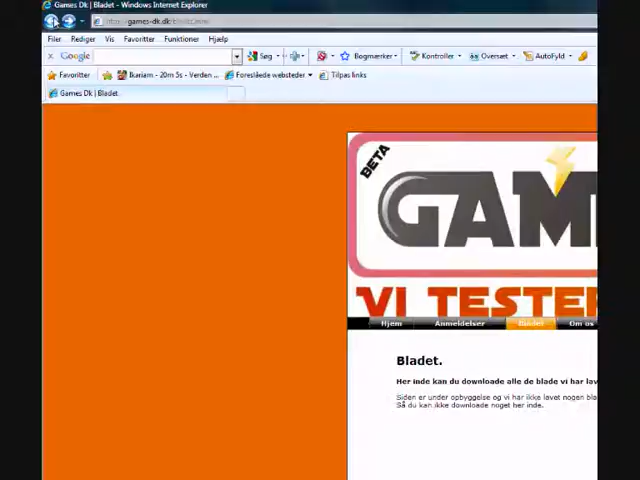 Games Dk | Bladet - Windows Internet Explorer
Filer Rediger Vis Favoritter Funktioner Hjælp
x Google Søg Bogmærker Kontroller Oversæt AutoFyld
Favoritter Ikariam - 20m 5s - Verden ... Foreslåede websteder Tilpas links
Games Dk | Bladet
BETA
GAM
VI TESTER
Hjem Anmeldelser Bladet Om os
Bladet.
Her inde kan du downloade alle de blade vi har lav
Siden er under opbyggelse og vi har ikke lavet nogen bla
Så du kan ikke downloade noget her inde.